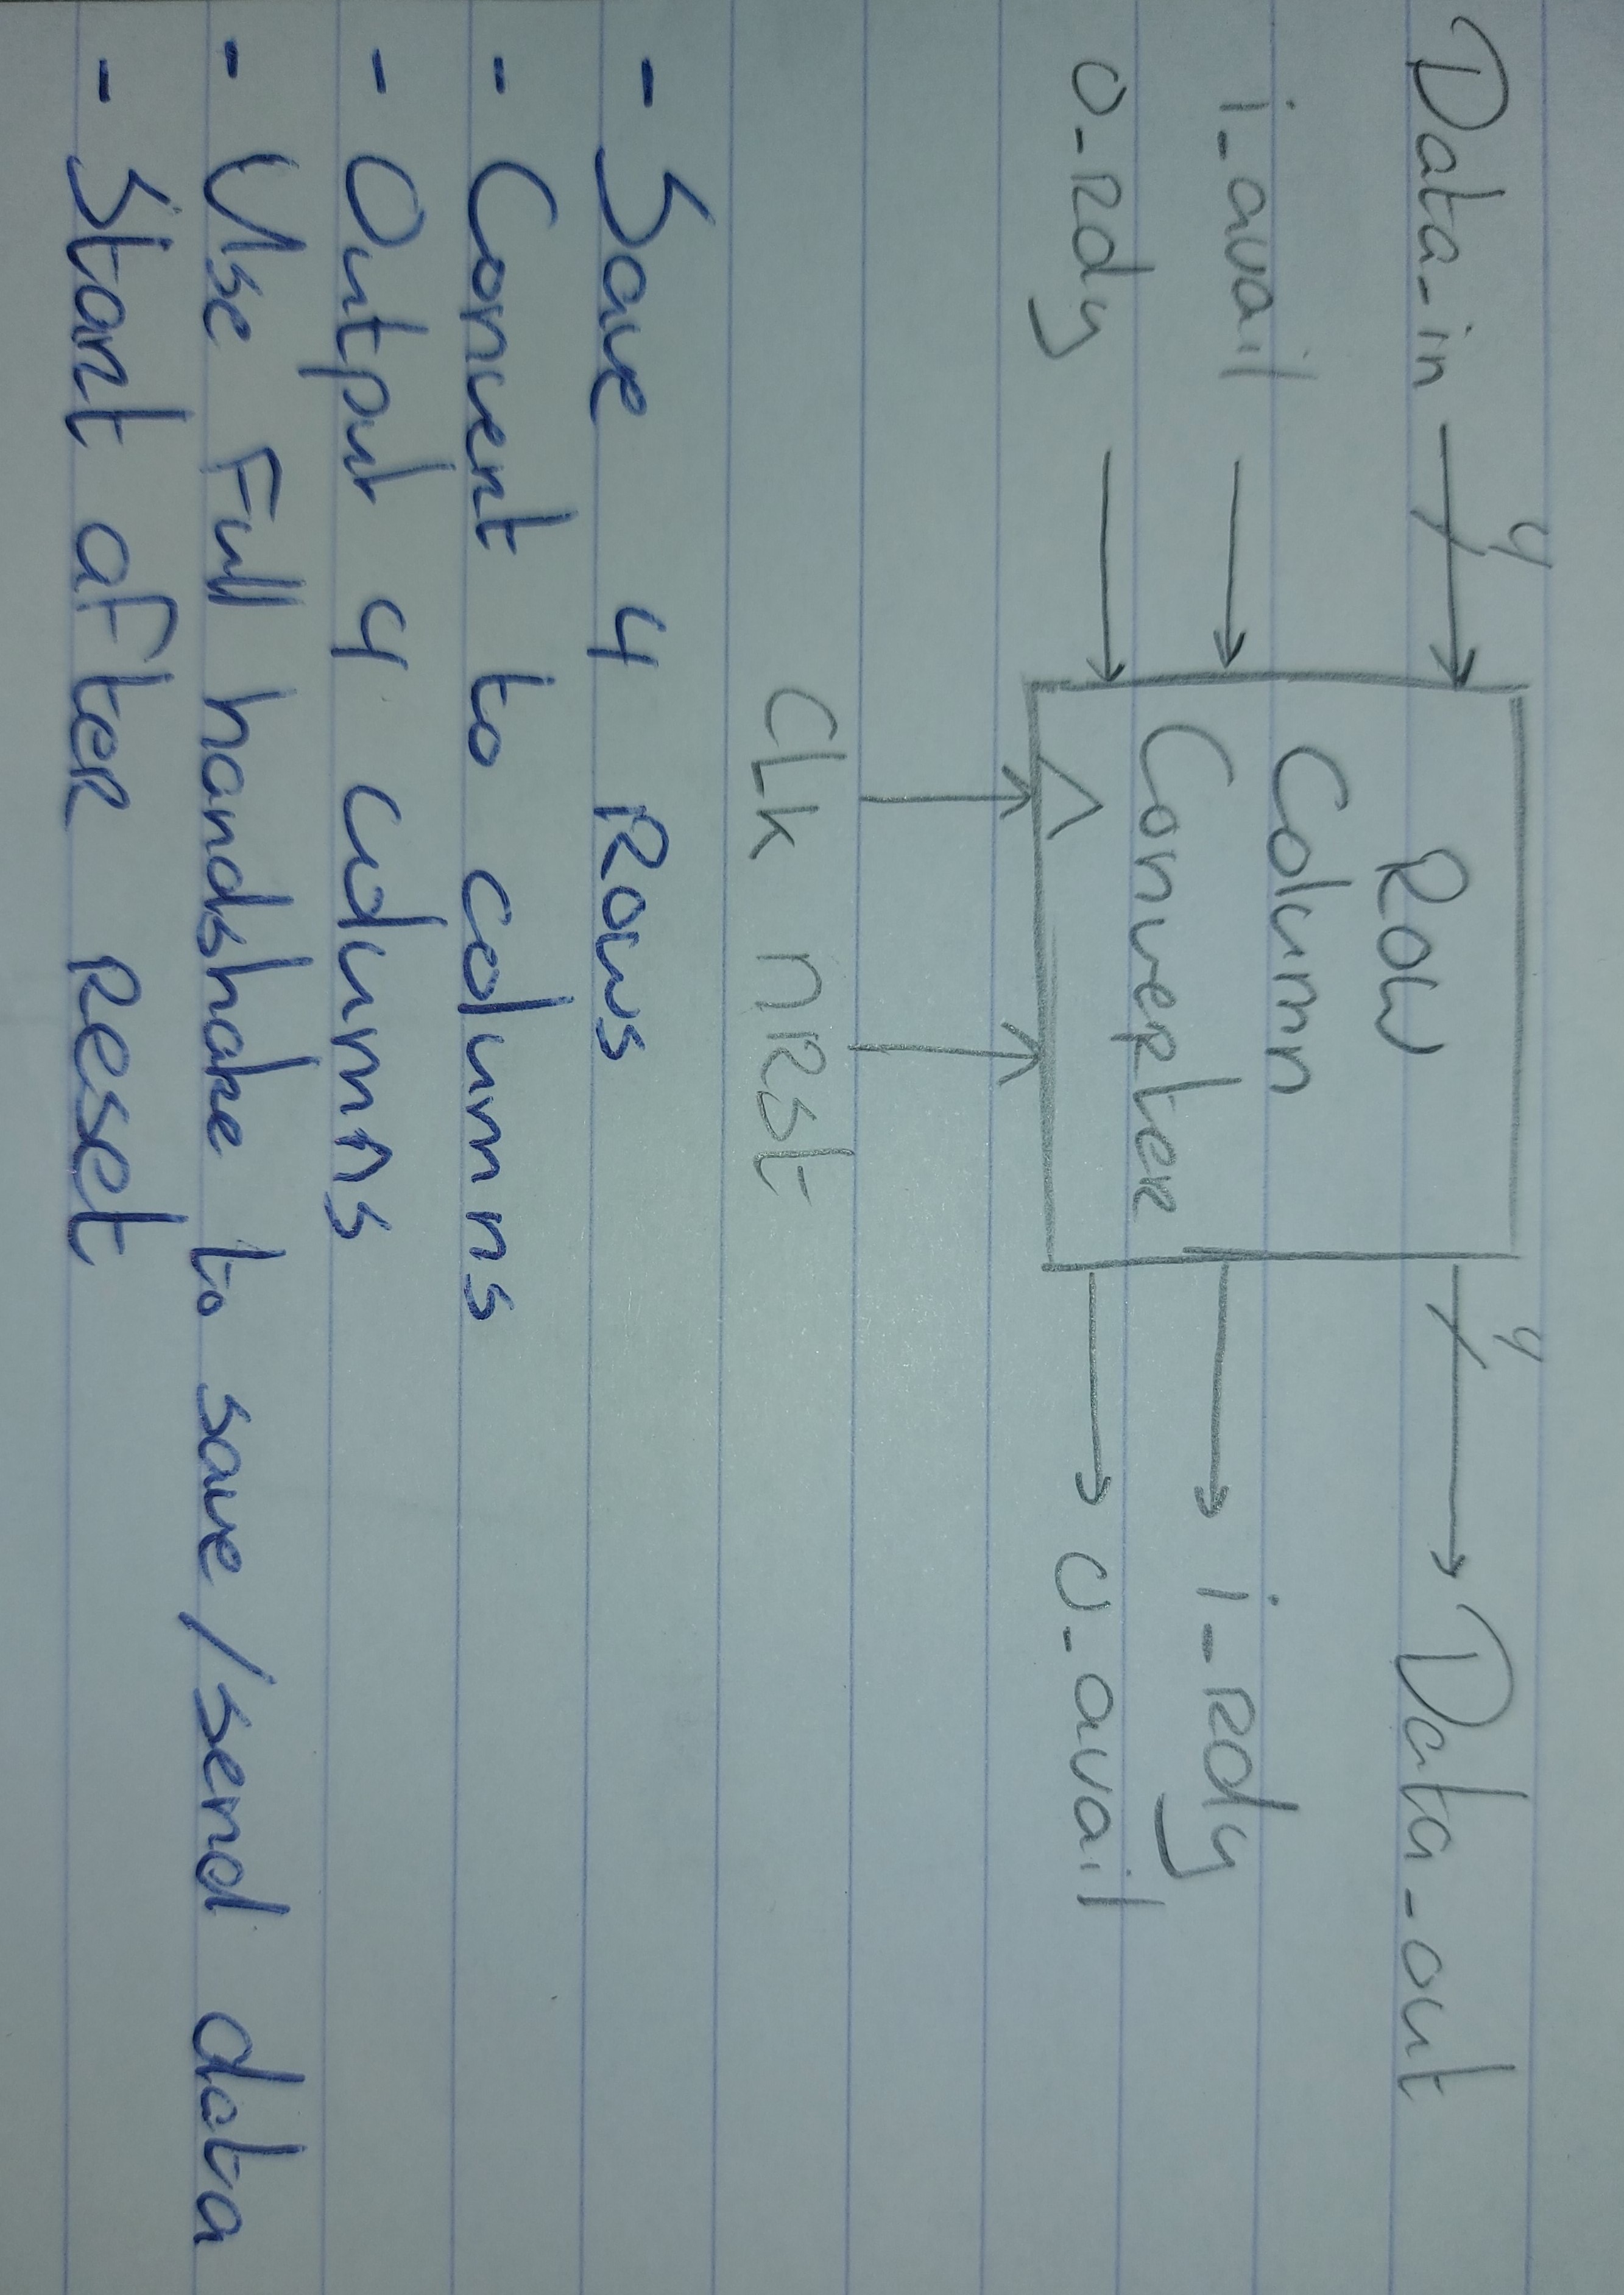 4 4
Data_in Row Data_out
Column
i_avail i_Rdy
Converter
o_Rdy o_avail
CLK nRSt
- Save 4 Rows
- Convert to columns
- Output 4 columns
- Use Full handshake to save/send data
- Start after reset